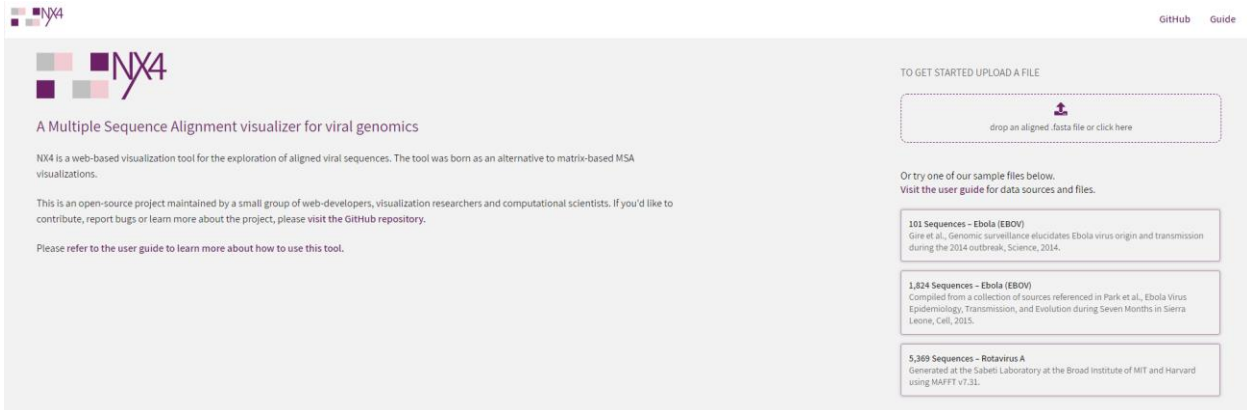 NX4
GitHub Guide
NX4
A Multiple Sequence Alignment visualizer for viral genomics
NX4 is a web-based visualization tool for the exploration of aligned viral sequences. The tool was born as an alternative to matrix-based MSA
visualizations.
This is an open-source project maintained by a small group of web-developers, visualization researchers and computational scientists. If you'd like to
contribute, report bugs or learn more about the project, please visit the GitHub repository.
Please refer to the user guide to learn more about how to use this tool.
TO GET STARTED UPLOAD A FILE
drop an aligned .fasta file or click here
Or try one of our sample files below.
Visit the user guide for data sources and files.
101 Sequences – Ebola (EBOV)
Gire et al., Genomic surveillance elucidates Ebola virus origin and transmission
during the 2014 outbreak, Science, 2014.
1,824 Sequences – Ebola (EBOV)
Compiled from a collection of sources referenced in Park et al., Ebola Virus
Epidemiology, Transmission, and Evolution during Seven Months in Sierra
Leone, Cell, 2015.
5,369 Sequences – Rotavirus A
Generated at the Sabeti Laboratory at the Broad Institute of MIT and Harvard
using MAFFT v7.31.